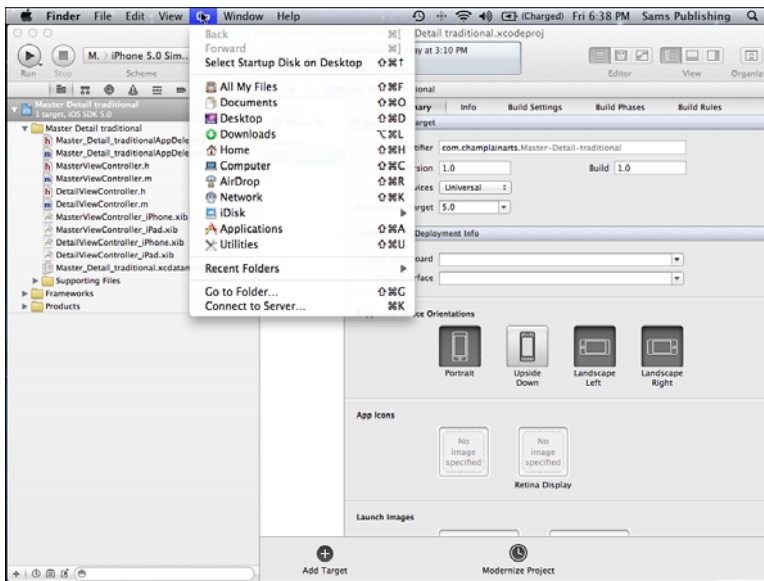 Finder File Edit View Go Window Help (Charged) Fri 6:38 PM Sams Publishing
Back ⌘[
Forward ⌘]
Select Startup Disk on Desktop ⇧⌘↑
All My Files ⇧⌘F
Documents ⇧⌘O
Desktop ⇧⌘D
Downloads ⌥⌘L
Home ⇧⌘H
Computer ⇧⌘C
AirDrop ⇧⌘R
Network ⇧⌘K
iDisk
Applications ⇧⌘A
Utilities ⇧⌘U
Recent Folders
Go to Folder... ⇧⌘G
Connect to Server... ⌘K
Detail traditional.xcodeproj
M. iPhone 5.0 Sim..
ay at 3:10 PM
Run Stop Scheme
Editor View Organiz
Master Detail traditional
1 target, iOS SDK 5.0
Master Detail traditional
Master_Detail_traditionalAppDele
Master_Detail_traditionalAppDele
MasterViewController.h
MasterViewController.m
DetailViewController.h
DetailViewController.m
MasterViewController_iPhone.xib
MasterViewController_iPad.xib
DetailViewController_iPhone.xib
DetailViewController_iPad.xib
Master_Detail_traditional.xcdatam
Supporting Files
Frameworks
Products
ional
ary Info Build Settings Build Phases Build Rules
arget
tifier com.champlainarts.Master-Detail-traditional
rsion 1.0 Build 1.0
vices Universal
rget 5.0
Deployment Info
oard
face
ce Orientations
Portrait
Upside Down
Landscape Left
Landscape Right
App Icons
No image specified
No image specified
Retina Display
Launch Images
Add Target
Modernize Project